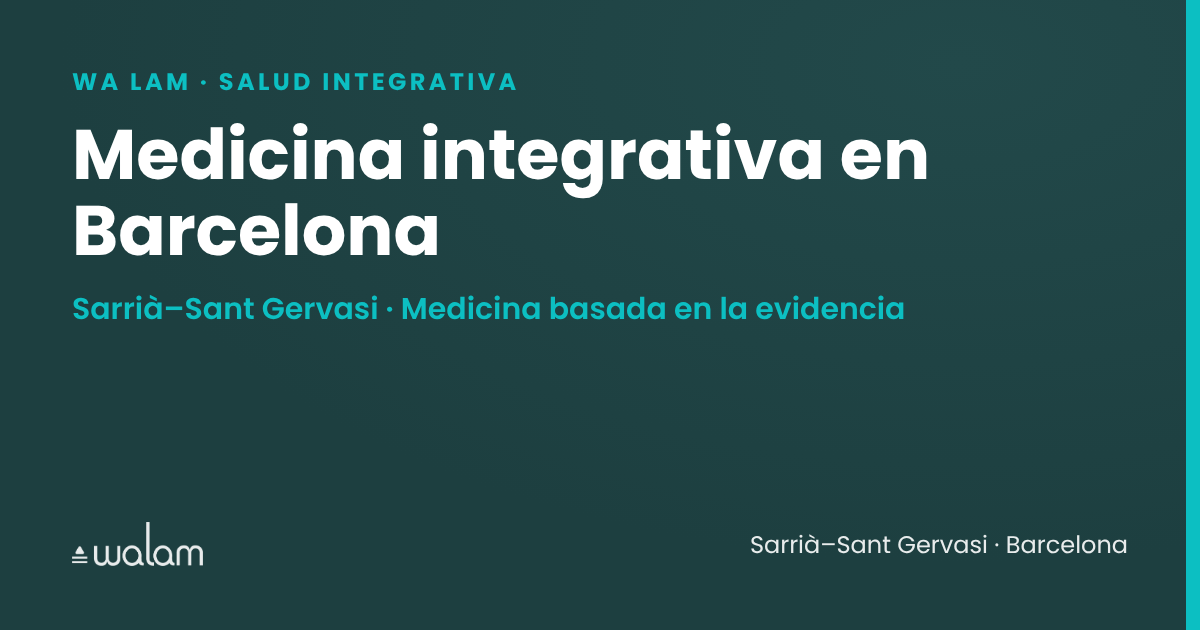 WA LAM · SALUD INTEGRATIVA
Medicina integrativa en
Barcelona
Sarrià–Sant Gervasi · Medicina basada en la evidencia
walam
Sarrià–Sant Gervasi · Barcelona